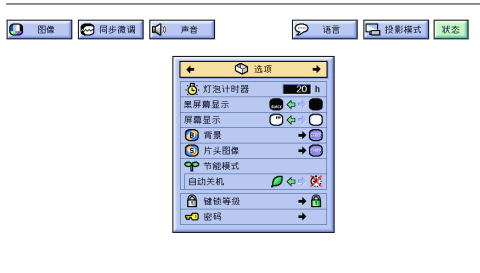 图像 同步微调 声音 语言 投影模式 状态
选项
灯泡计时器 20 h
黑屏幕显示
屏幕显示
背景
片头图像
节能模式
自动关机
键锁等级
密码